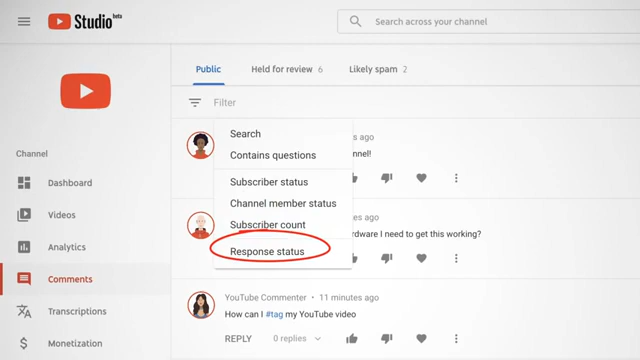 Studio beta
Search across your channel
Public Held for review 6 Likely spam 2
Filter
Search
Contains questions
Subscriber status
Channel member status
Subscriber count
Response status
s ago
nnel!
utes ago
rdware I need to get this working?
YouTube Commenter • 11 minutes ago
How can I #tag my YouTube video
REPLY 0 replies
Channel
Dashboard
Videos
Analytics
Comments
Transcriptions
Monetization